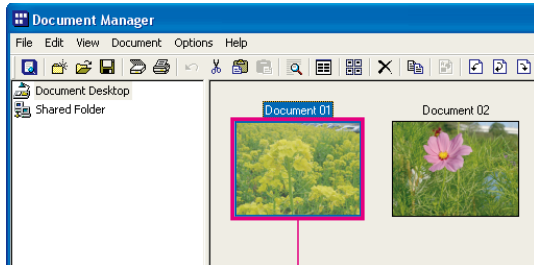 Document Manager
File Edit View Document Options Help
Document Desktop
Shared Folder
Document 01 Document 02